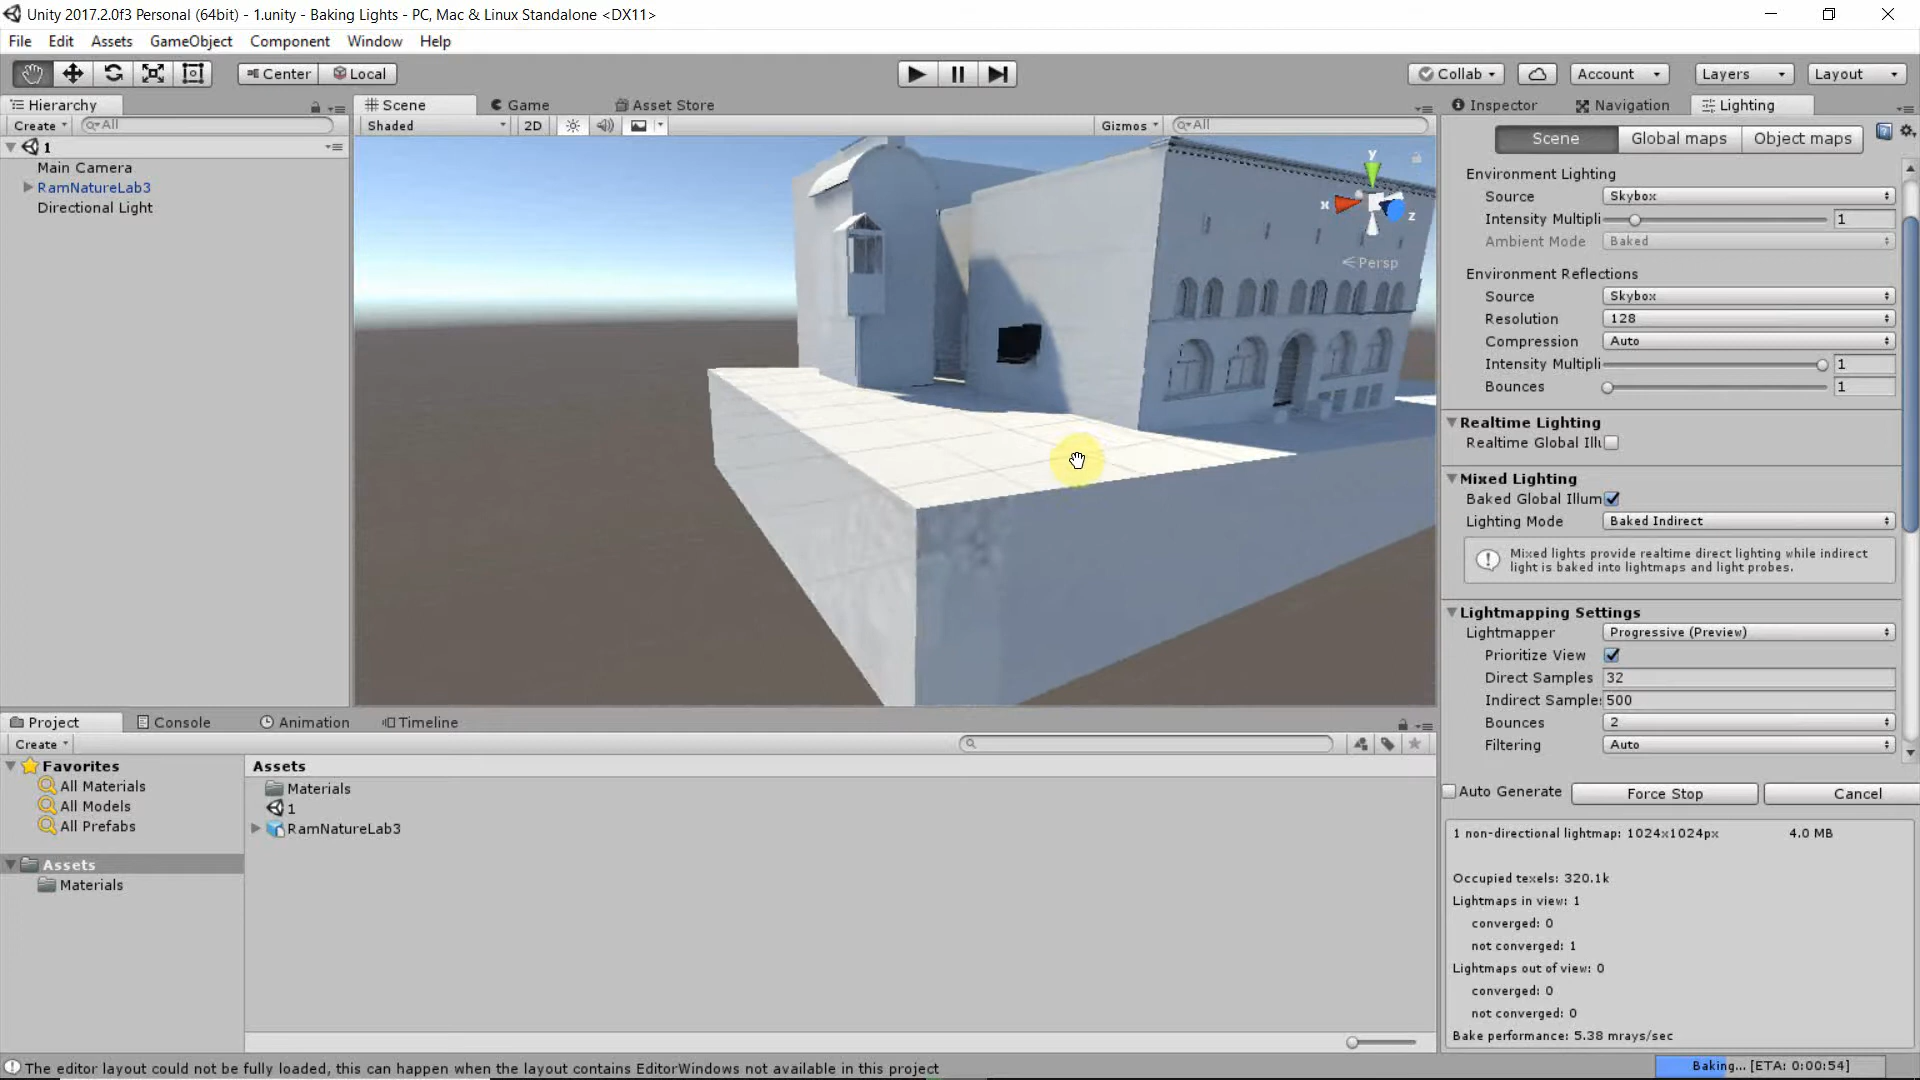 Unity 2017.2.0f3 Personal (64bit) - 1.unity - Baking Lights - PC, Mac & Linux Standalone <DX11>
File Edit Assets GameObject Component Window Help
Center Local Collab Account Layers Layout
Hierarchy Scene Game Asset Store Inspector Navigation Lighting
Create All Shaded 2D Gizmos All
Scene Global maps Object maps
1
Main Camera
RamNatureLab3
Directional Light
y
x
z
Persp
Environment Lighting
Source Skybox
Intensity Multipli 1
Ambient Mode Baked
Environment Reflections
Source Skybox
Resolution 128
Compression Auto
Intensity Multipli 1
Bounces 1
Realtime Lighting
Realtime Global Illu
Mixed Lighting
Baked Global Illum
Lighting Mode Baked Indirect
Mixed lights provide realtime direct lighting while indirect
light is baked into lightmaps and light probes.
Lightmapping Settings
Lightmapper Progressive (Preview)
Prioritize View
Direct Samples 32
Indirect Sample: 500
Bounces 2
Filtering Auto
Auto Generate Force Stop Cancel
1 non-directional lightmap: 1024x1024px 4.0 MB
Occupied texels: 320.1k
Lightmaps in view: 1
converged: 0
not converged: 1
Lightmaps out of view: 0
converged: 0
not converged: 0
Bake performance: 5.38 mrays/sec
Project Console Animation Timeline
Create
Favorites
All Materials
All Models
All Prefabs
Assets
Materials
Assets
Materials
1
RamNatureLab3
The editor layout could not be fully loaded, this can happen when the layout contains EditorWindows not available in this project
Baking... [ETA: 0:00:54]